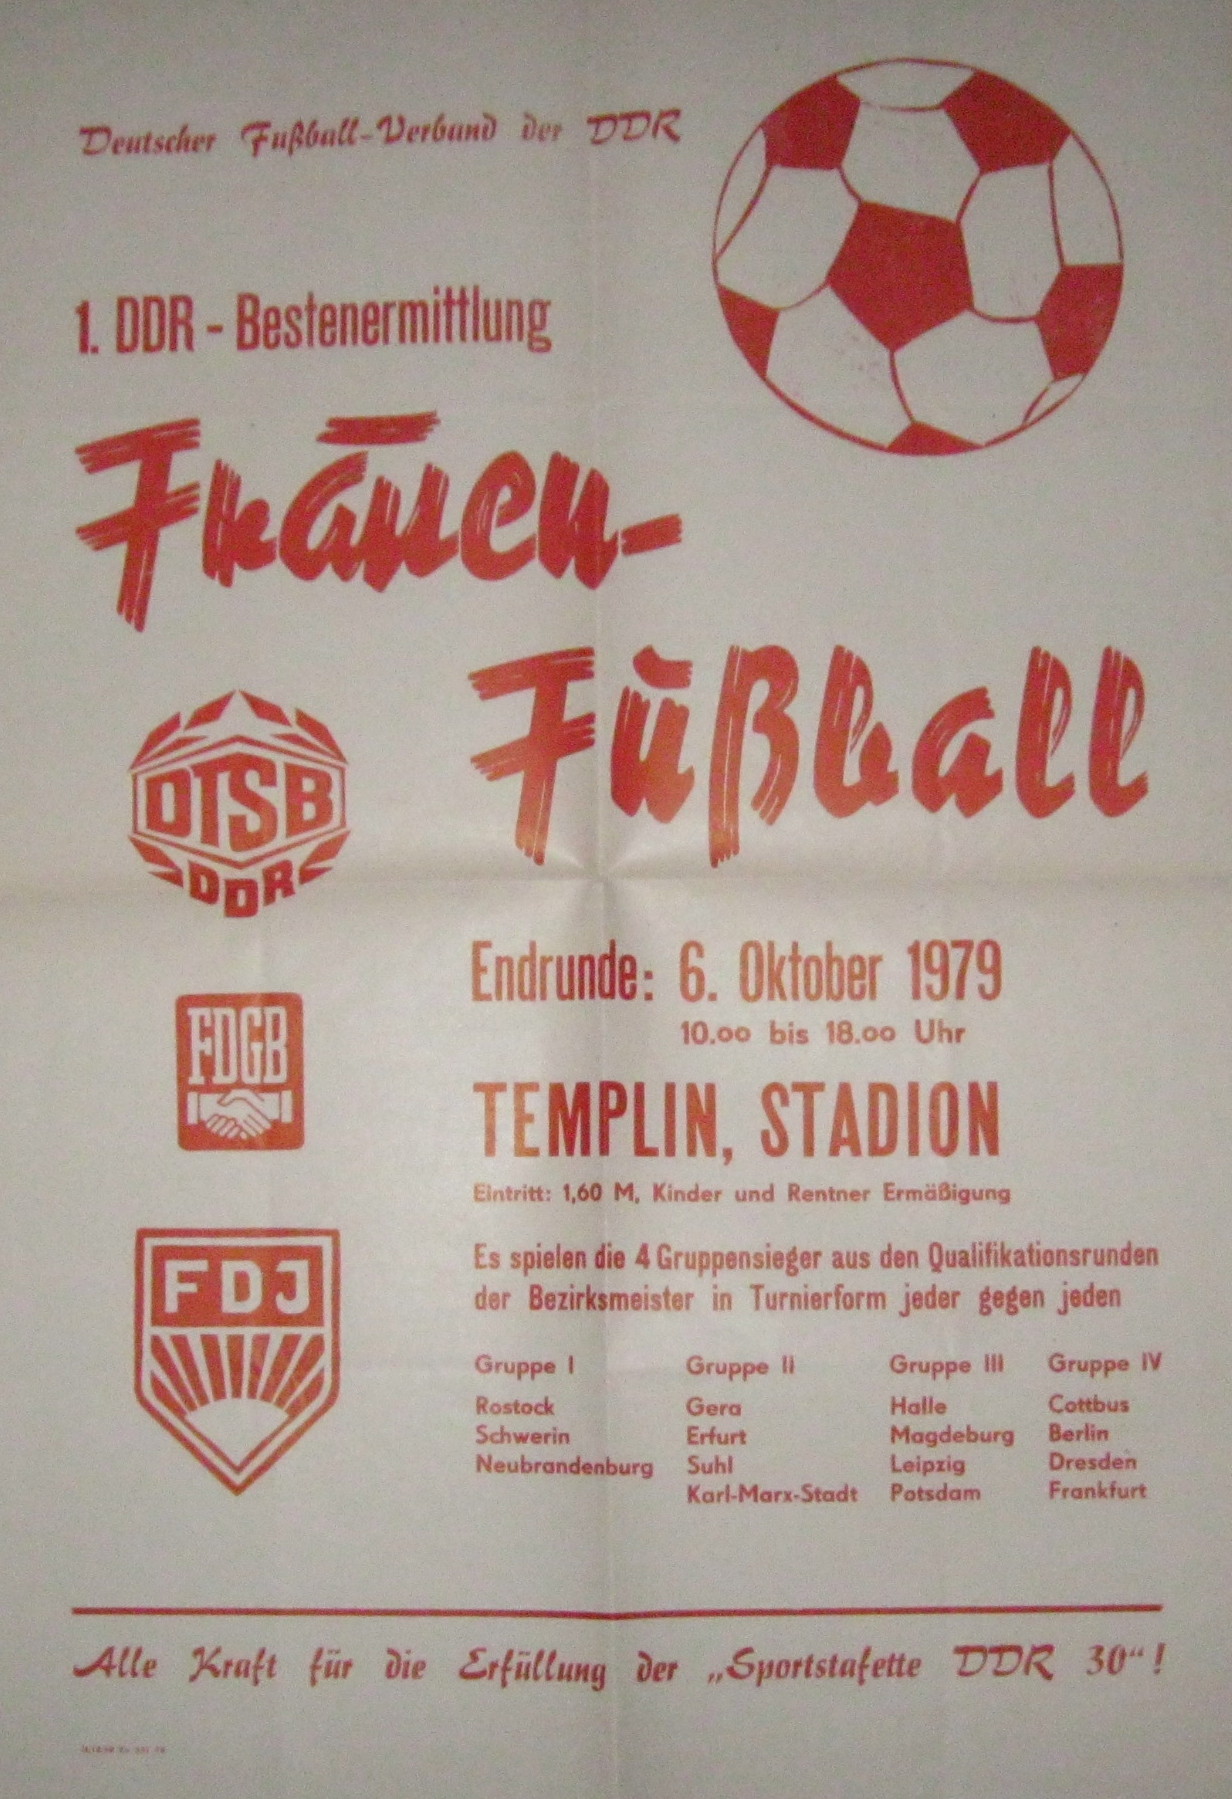 Deutscher Fußball-Verband der DDR
1. DDR - Bestenermittlung
Frauen-
Fußball
DTSB
DDR
FDGB
FDJ
Endrunde: 6. Oktober 1979
10.00 bis 18.00 Uhr
TEMPLIN, STADION
Eintritt: 1,60 M, Kinder und Rentner Ermäßigung
Es spielen die 4 Gruppensieger aus den Qualifikationsrunden
der Bezirksmeister in Turnierform jeder gegen jeden
Gruppe I
Rostock
Schwerin
Neubrandenburg
Gruppe II
Gera
Erfurt
Suhl
Karl-Marx-Stadt
Gruppe III
Halle
Magdeburg
Leipzig
Potsdam
Gruppe IV
Cottbus
Berlin
Dresden
Frankfurt
Alle Kraft für die Erfüllung der „Sportstafette DDR 30“!